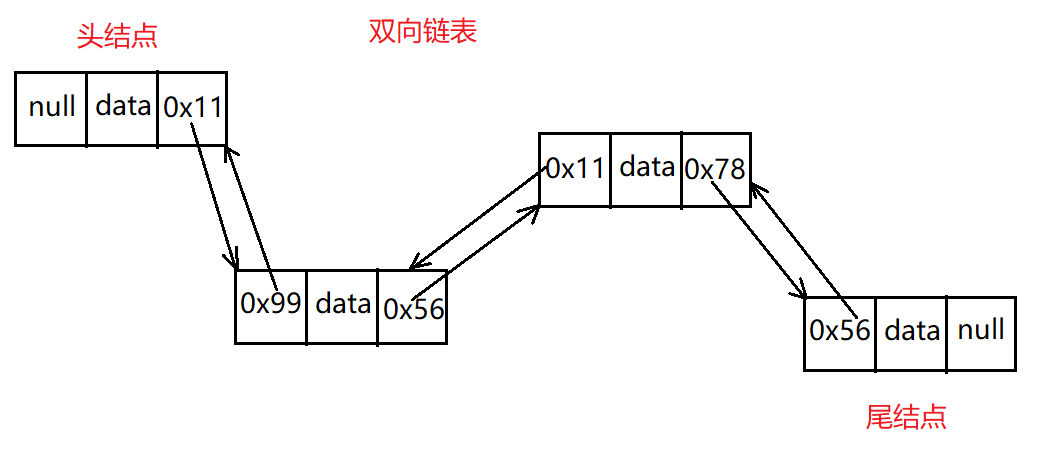 头结点
双向链表
null data 0x11
0x11 data 0x78
0x99 data 0x56
0x56 data null
尾结点